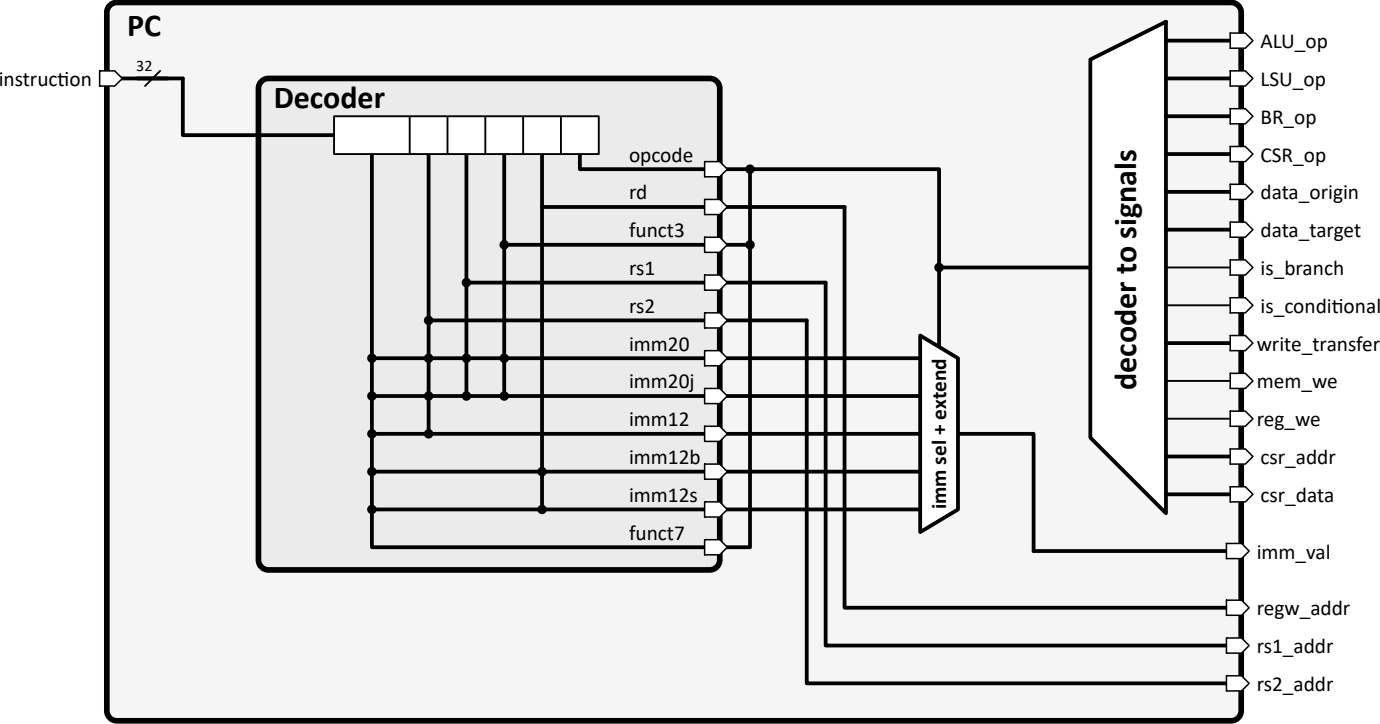 PC
instruction
32
Decoder
opcode
rd
funct3
rs1
rs2
imm20
imm20j
imm12
imm12b
imm12s
funct7
imm sel + extend
decoder to signals
ALU_op
LSU_op
BR_op
CSR_op
data_origin
data_target
is_branch
is_conditional
write_transfer
mem_we
reg_we
csr_addr
csr_data
imm_val
regw_addr
rs1_addr
rs2_addr